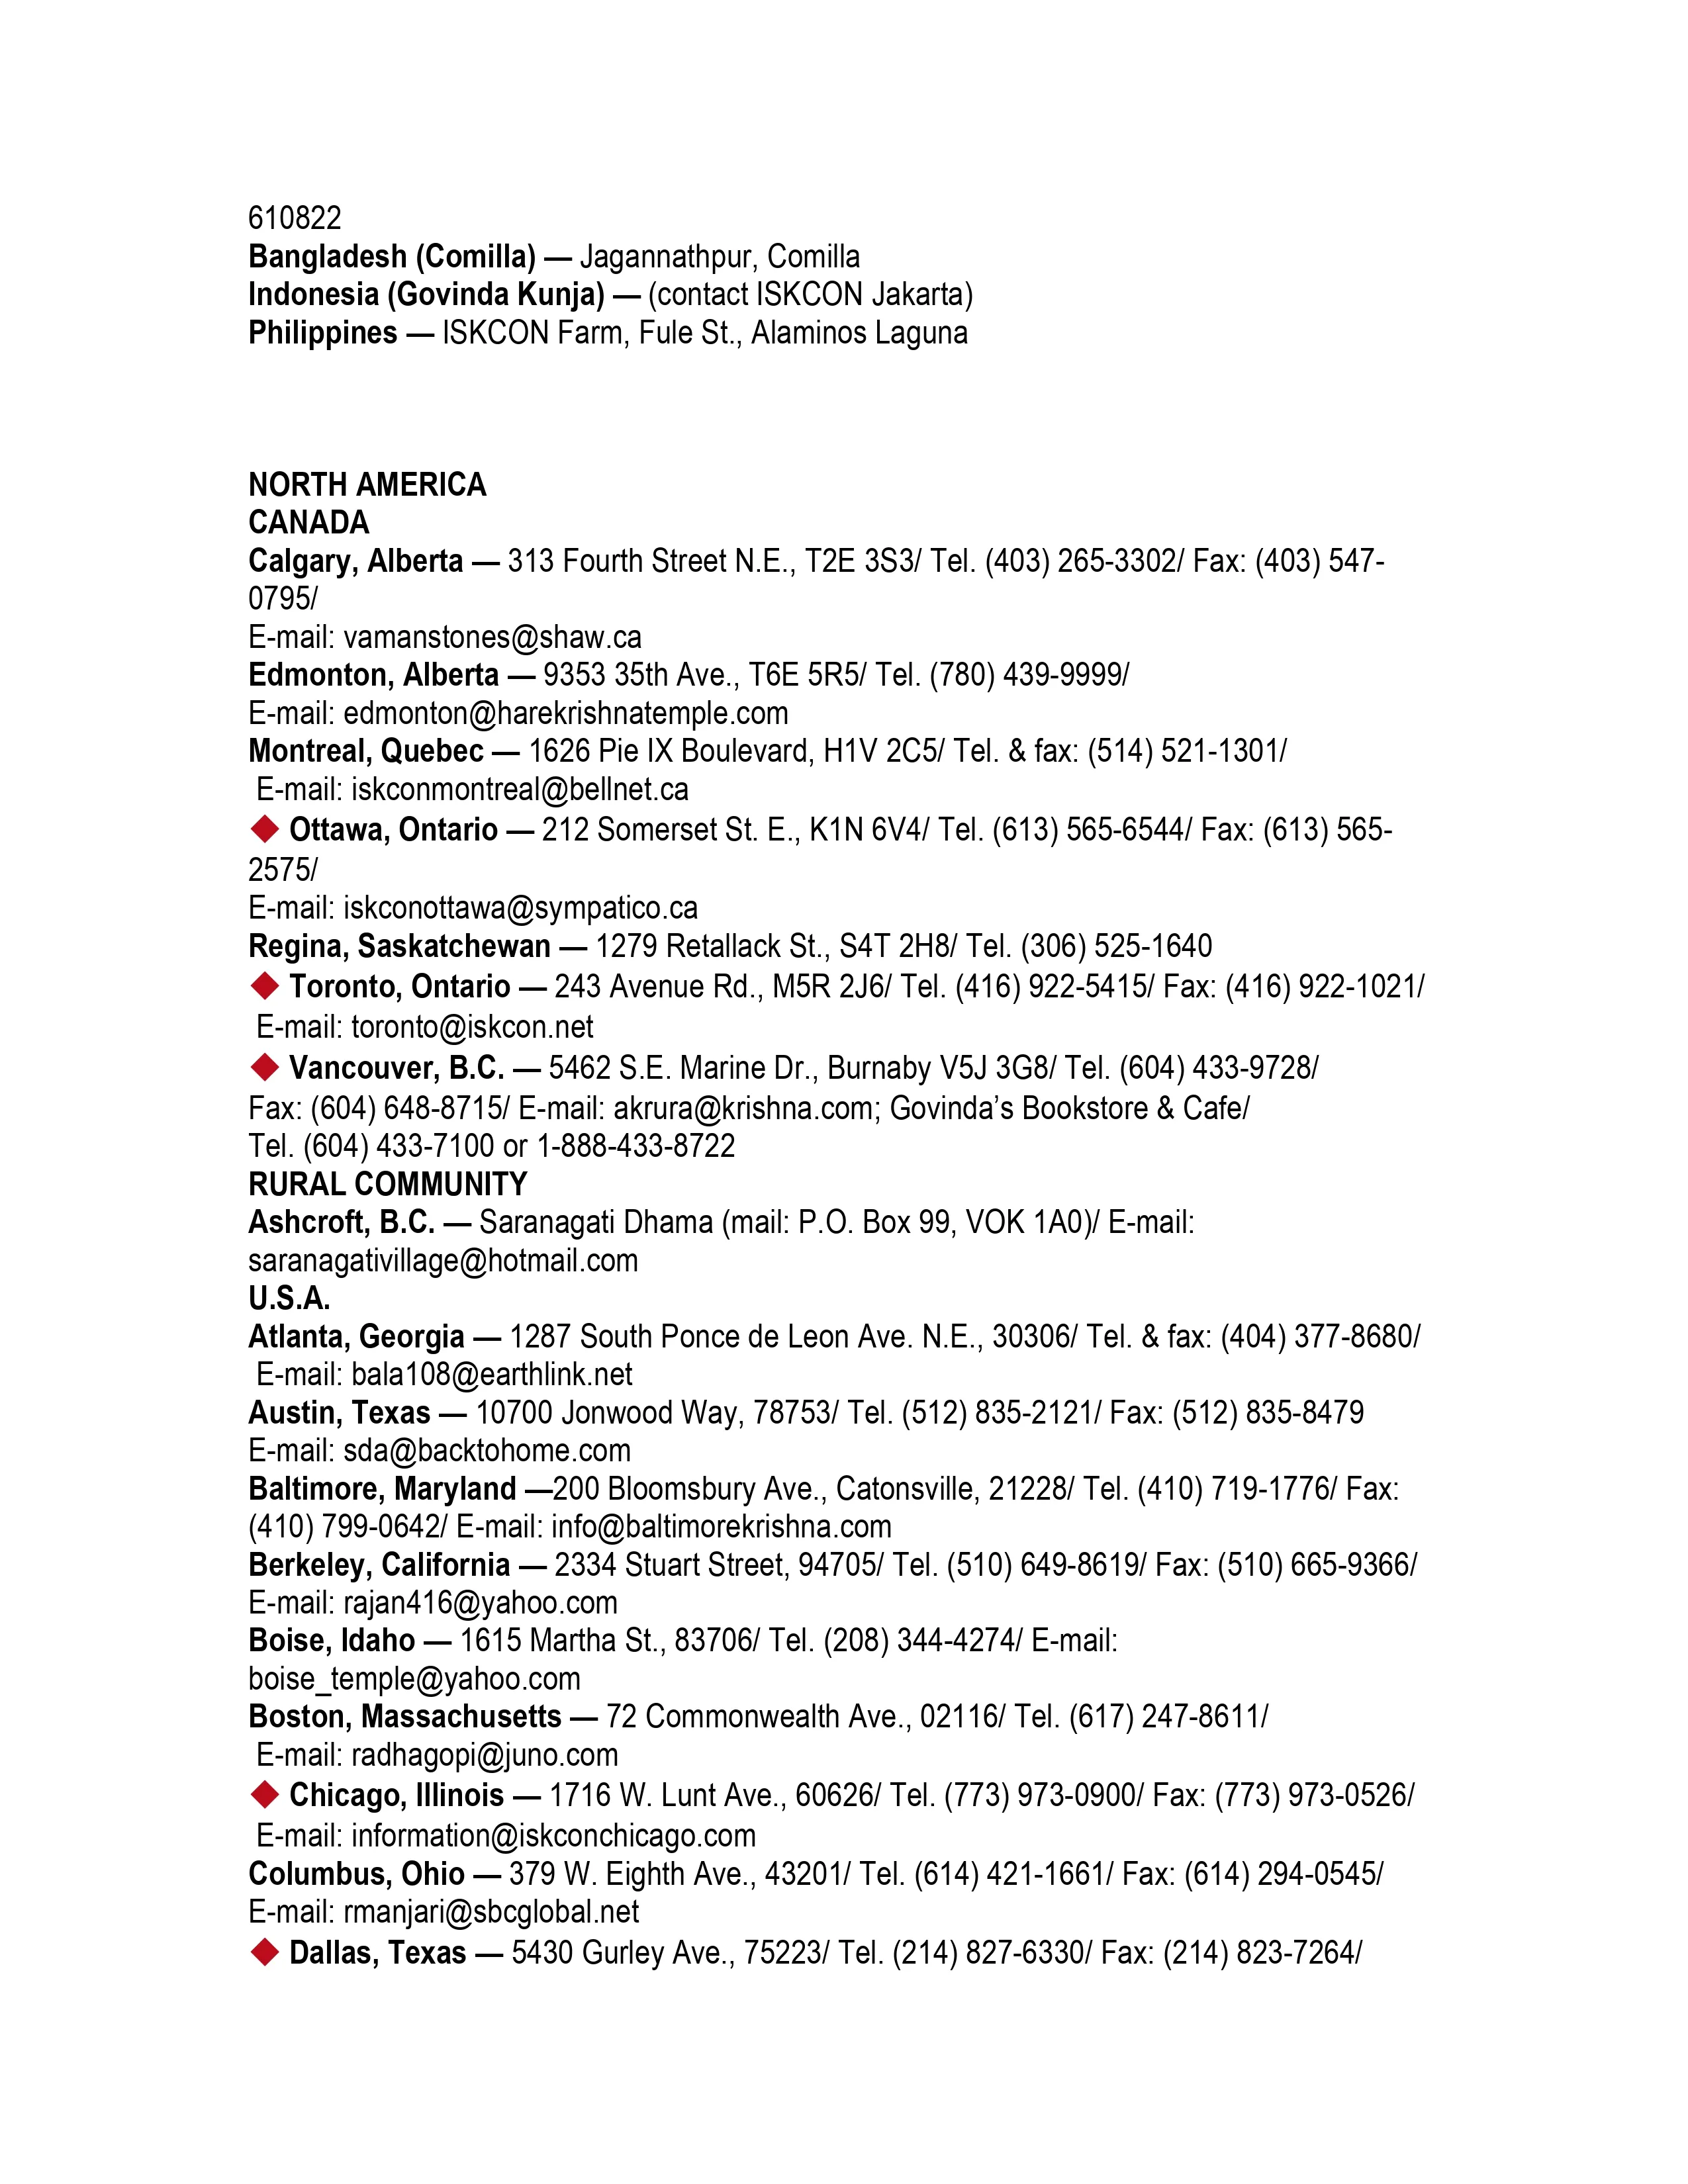 610822
Bangladesh (Comilla) — Jagannathpur, Comilla
Indonesia (Govinda Kunja) — (contact ISKCON Jakarta)
Philippines — ISKCON Farm, Fule St., Alaminos Laguna
NORTH AMERICA
CANADA
Calgary, Alberta — 313 Fourth Street N.E., T2E 3S3/ Tel. (403) 265-3302/ Fax: (403) 547-
0795/
E-mail: vamanstones@shaw.ca
Edmonton, Alberta — 9353 35th Ave., T6E 5R5/ Tel. (780) 439-9999/
E-mail: edmonton@harekrishnatemple.com
Montreal, Quebec — 1626 Pie IX Boulevard, H1V 2C5/ Tel. & fax: (514) 521-1301/
E-mail: iskconmontreal@bellnet.ca
◆ Ottawa, Ontario — 212 Somerset St. E., K1N 6V4/ Tel. (613) 565-6544/ Fax: (613) 565-
2575/
E-mail: iskconottawa@sympatico.ca
Regina, Saskatchewan — 1279 Retallack St., S4T 2H8/ Tel. (306) 525-1640
◆ Toronto, Ontario — 243 Avenue Rd., M5R 2J6/ Tel. (416) 922-5415/ Fax: (416) 922-1021/
E-mail: toronto@iskcon.net
◆ Vancouver, B.C. — 5462 S.E. Marine Dr., Burnaby V5J 3G8/ Tel. (604) 433-9728/
Fax: (604) 648-8715/ E-mail: akrura@krishna.com; Govinda’s Bookstore & Cafe/
Tel. (604) 433-7100 or 1-888-433-8722
RURAL COMMUNITY
Ashcroft, B.C. — Saranagati Dhama (mail: P.O. Box 99, VOK 1A0)/ E-mail:
saranagativillage@hotmail.com
U.S.A.
Atlanta, Georgia — 1287 South Ponce de Leon Ave. N.E., 30306/ Tel. & fax: (404) 377-8680/
E-mail: bala108@earthlink.net
Austin, Texas — 10700 Jonwood Way, 78753/ Tel. (512) 835-2121/ Fax: (512) 835-8479
E-mail: sda@backtohome.com
Baltimore, Maryland —200 Bloomsbury Ave., Catonsville, 21228/ Tel. (410) 719-1776/ Fax:
(410) 799-0642/ E-mail: info@baltimorekrishna.com
Berkeley, California — 2334 Stuart Street, 94705/ Tel. (510) 649-8619/ Fax: (510) 665-9366/
E-mail: rajan416@yahoo.com
Boise, Idaho — 1615 Martha St., 83706/ Tel. (208) 344-4274/ E-mail:
boise_temple@yahoo.com
Boston, Massachusetts — 72 Commonwealth Ave., 02116/ Tel. (617) 247-8611/
E-mail: radhagopi@juno.com
◆ Chicago, Illinois — 1716 W. Lunt Ave., 60626/ Tel. (773) 973-0900/ Fax: (773) 973-0526/
E-mail: information@iskconchicago.com
Columbus, Ohio — 379 W. Eighth Ave., 43201/ Tel. (614) 421-1661/ Fax: (614) 294-0545/
E-mail: rmanjari@sbcglobal.net
◆ Dallas, Texas — 5430 Gurley Ave., 75223/ Tel. (214) 827-6330/ Fax: (214) 823-7264/